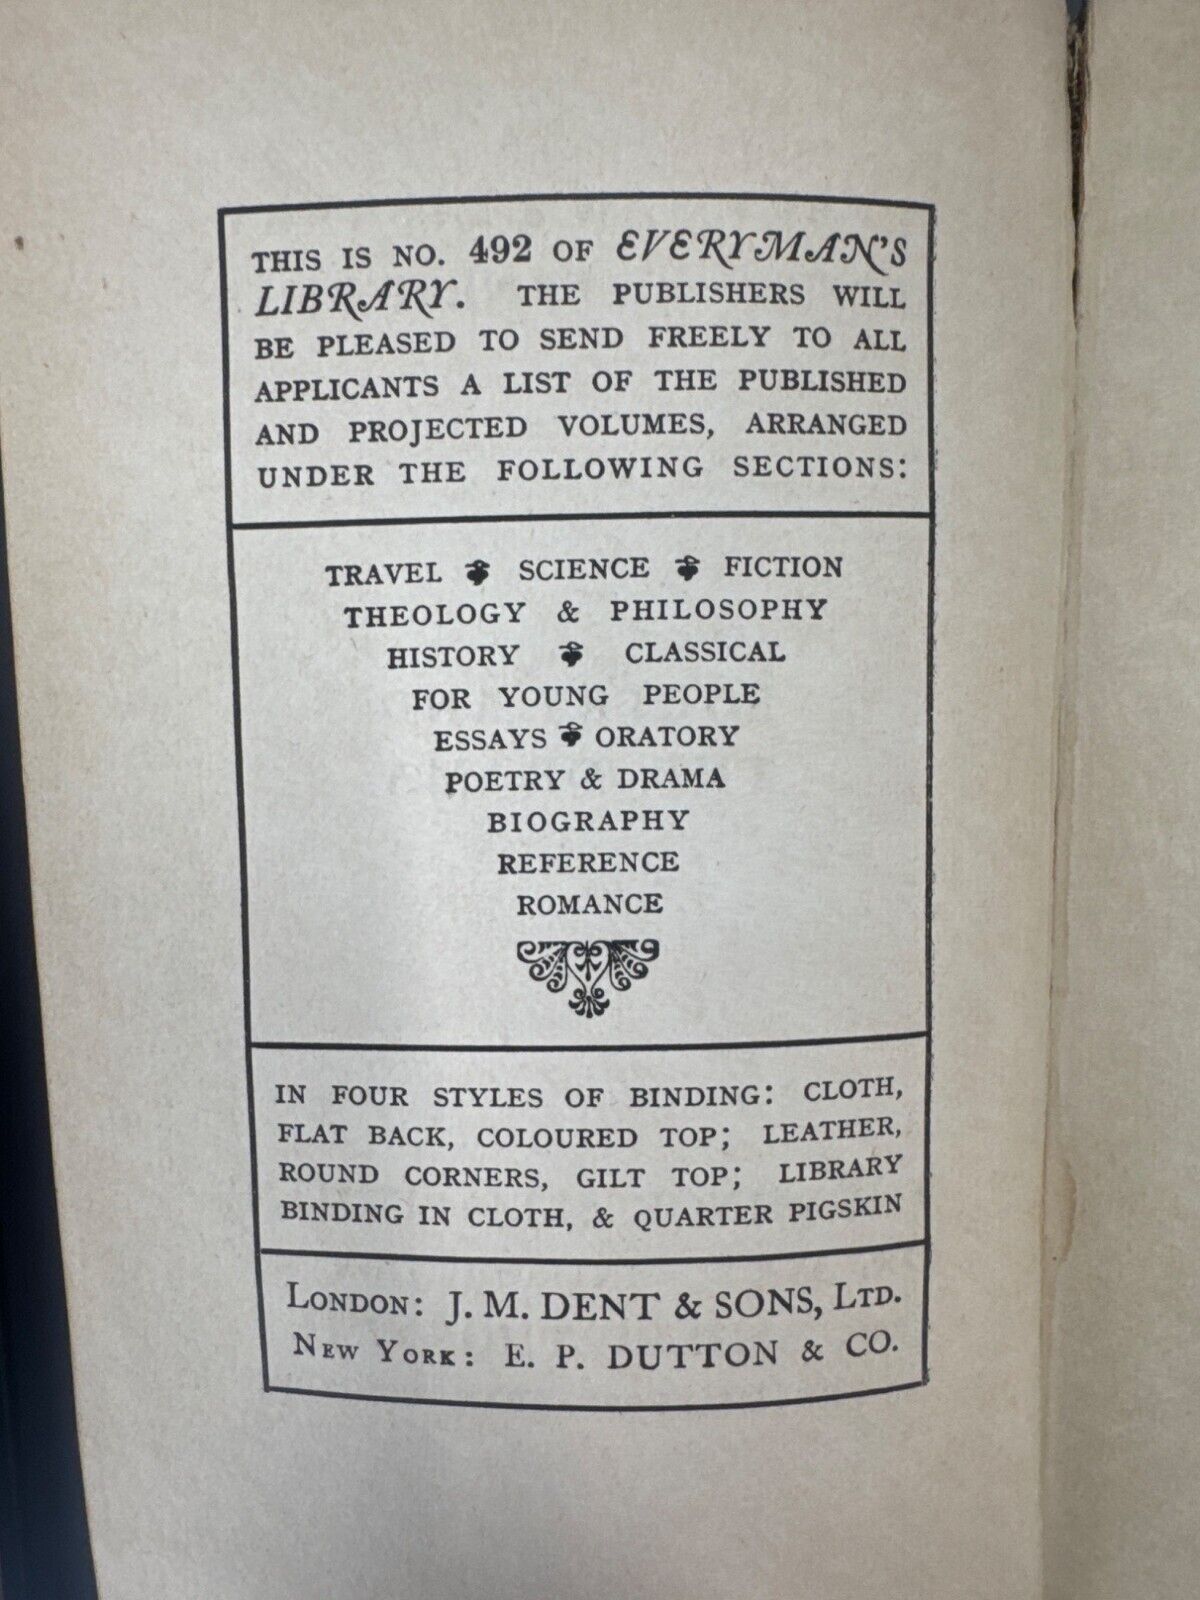 THIS IS NO. 492 OF EVERYMAN'S
LIBRARY. THE PUBLISHERS WILL
BE PLEASED TO SEND FREELY TO ALL
APPLICANTS A LIST OF THE PUBLISHED
AND PROJECTED VOLUMES, ARRANGED
UNDER THE FOLLOWING SECTIONS:
TRAVEL SCIENCE FICTION
THEOLOGY & PHILOSOPHY
HISTORY CLASSICAL
FOR YOUNG PEOPLE
ESSAYS ORATORY
POETRY & DRAMA
BIOGRAPHY
REFERENCE
ROMANCE
IN FOUR STYLES OF BINDING: CLOTH,
FLAT BACK, COLOURED TOP; LEATHER,
ROUND CORNERS, GILT TOP; LIBRARY
BINDING IN CLOTH, & QUARTER PIGSKIN
LONDON: J. M. DENT & SONS, LTD.
NEW YORK: E. P. DUTTON & CO.